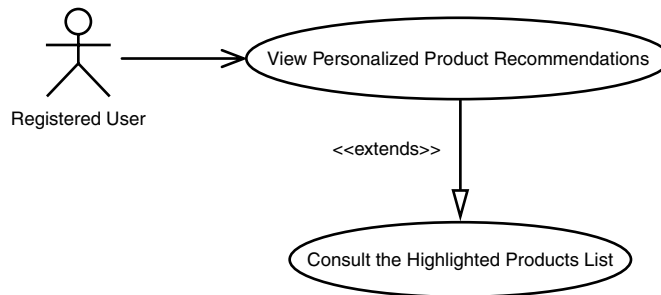 View Personalized Product Recommendations
Registered User
<<extends>>
Consult the Highlighted Products List